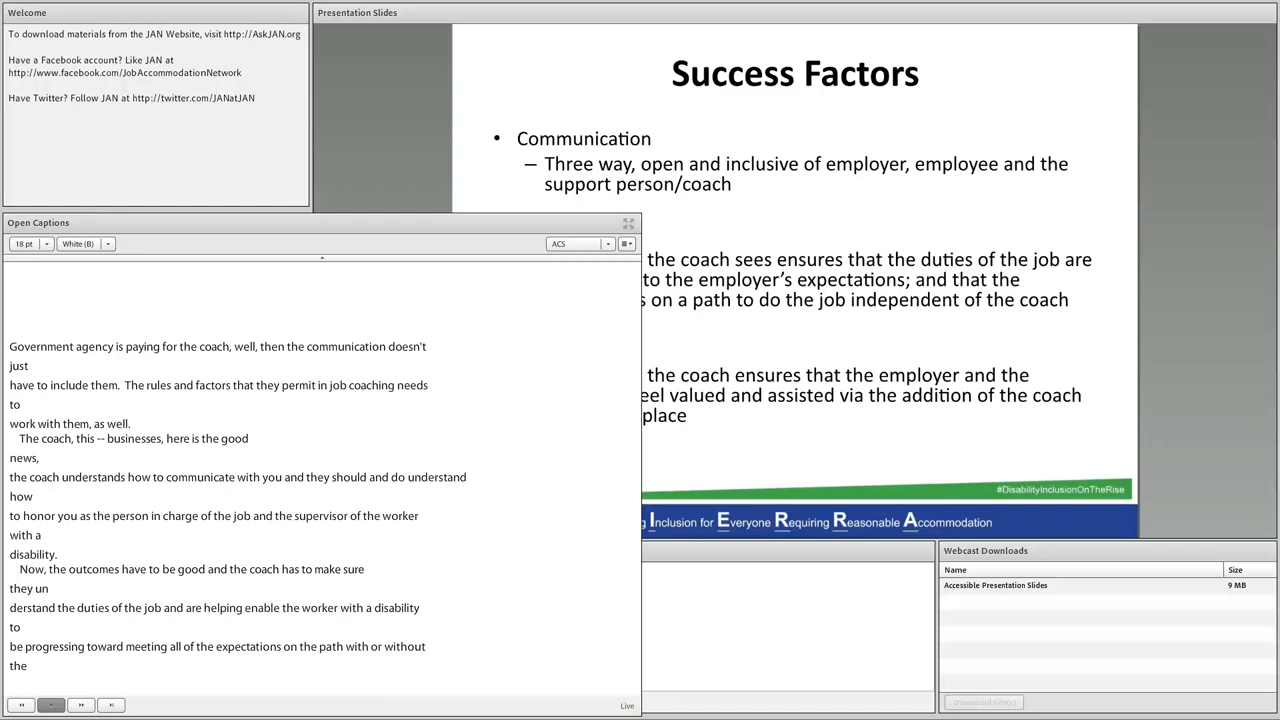 Welcome
To download materials from the JAN Website, visit http://AskJAN.org
Have a Facebook account? Like JAN at
http://www.facebook.com/JobAccommodationNetwork
Have Twitter? Follow JAN at http://twitter.com/JANatJAN
Presentation Slides
Success Factors
• Communication
– Three way, open and inclusive of employer, employee and the
support person/coach
the coach sees ensures that the duties of the job are
to the employer's expectations; and that the
s on a path to do the job independent of the coach
the coach ensures that the employer and the
eel valued and assisted via the addition of the coach
place
#DisabilityInclusionOnTheRise
g Inclusion for Everyone Requiring Reasonable Accommodation
Open Captions
18 pt
White (B)
ACS
Government agency is paying for the coach, well, then the communication doesn't
just
have to include them. The rules and factors that they permit in job coaching needs
to
work with them, as well.
The coach, this -- businesses, here is the good
news,
the coach understands how to communicate with you and they should and do understand
how
to honor you as the person in charge of the job and the supervisor of the worker
with a
disability.
Now, the outcomes have to be good and the coach has to make sure
they un
derstand the duties of the job and are helping enable the worker with a disability
to
be progressing toward meeting all of the expectations on the path with or without
the
Live
Webcast Downloads
Name Size
Accessible Presentation Slides 9 MB
Download File(s)